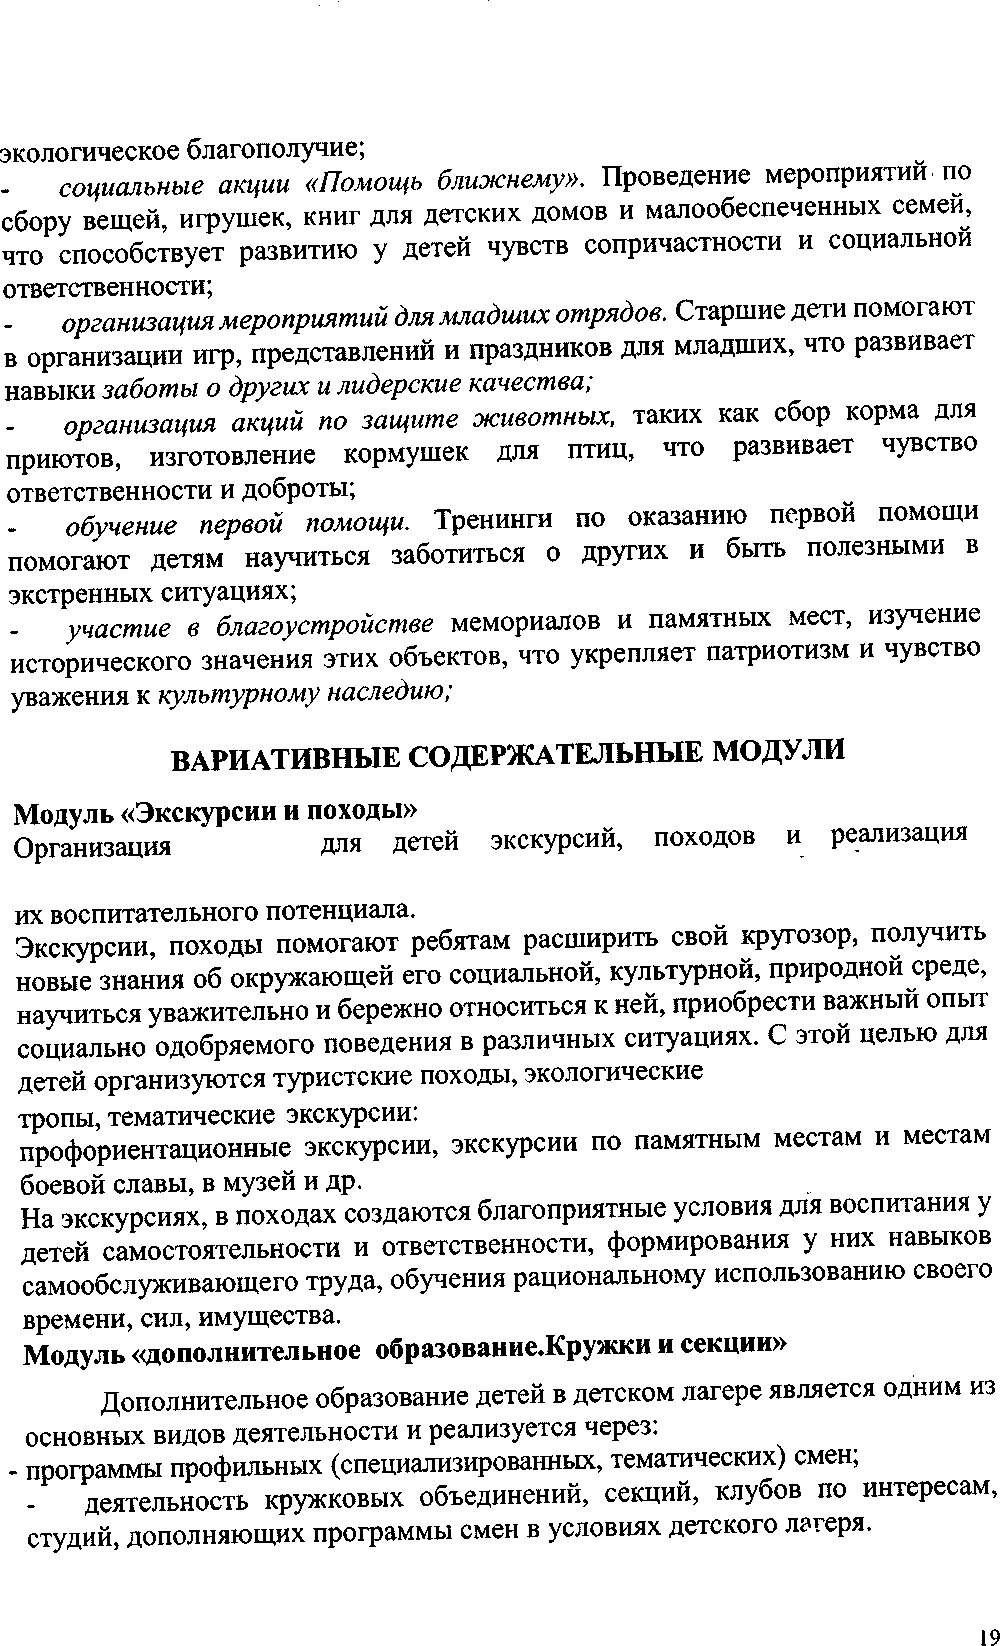 экологическое благополучие;
- социальные акции «Помощь ближнему». Проведение мероприятий по
сбору вещей, игрушек, книг для детских домов и малообеспеченных семей,
что способствует развитию у детей чувств сопричастности и социальной
ответственности;
- организация мероприятий для младших отрядов. Старшие дети помогают
в организации игр, представлений и праздников для младших, что развивает
навыки заботы о других и лидерские качества;
- организация акций по защите животных, таких как сбор корма для
приютов, изготовление кормушек для птиц, что развивает чувство
ответственности и доброты;
- обучение первой помощи. Тренинги по оказанию первой помощи
помогают детям научиться заботиться о других и быть полезными в
экстренных ситуациях;
- участие в благоустройстве мемориалов и памятных мест, изучение
исторического значения этих объектов, что укрепляет патриотизм и чувство
уважения к культурному наследию;
ВАРИАТИВНЫЕ СОДЕРЖАТЕЛЬНЫЕ МОДУЛИ
Модуль «Экскурсии и походы»
Организация для детей экскурсий, походов и реализация
их воспитательного потенциала.
Экскурсии, походы помогают ребятам расширить свой кругозор, получить
новые знания об окружающей его социальной, культурной, природной среде,
научиться уважительно и бережно относиться к ней, приобрести важный опыт
социально одобряемого поведения в различных ситуациях. С этой целью для
детей организуются туристские походы, экологические
тропы, тематические экскурсии:
профориентационные экскурсии, экскурсии по памятным местам и местам
боевой славы, в музей и др.
На экскурсиях, в походах создаются благоприятные условия для воспитания у
детей самостоятельности и ответственности, формирования у них навыков
самообслуживающего труда, обучения рациональному использованию своего
времени, сил, имущества.
Модуль «дополнительное образование.Кружки и секции»
Дополнительное образование детей в детском лагере является одним из
основных видов деятельности и реализуется через:
- программы профильных (специализированных, тематических) смен;
- деятельность кружковых объединений, секций, клубов по интересам,
студий, дополняющих программы смен в условиях детского лагеря.
19